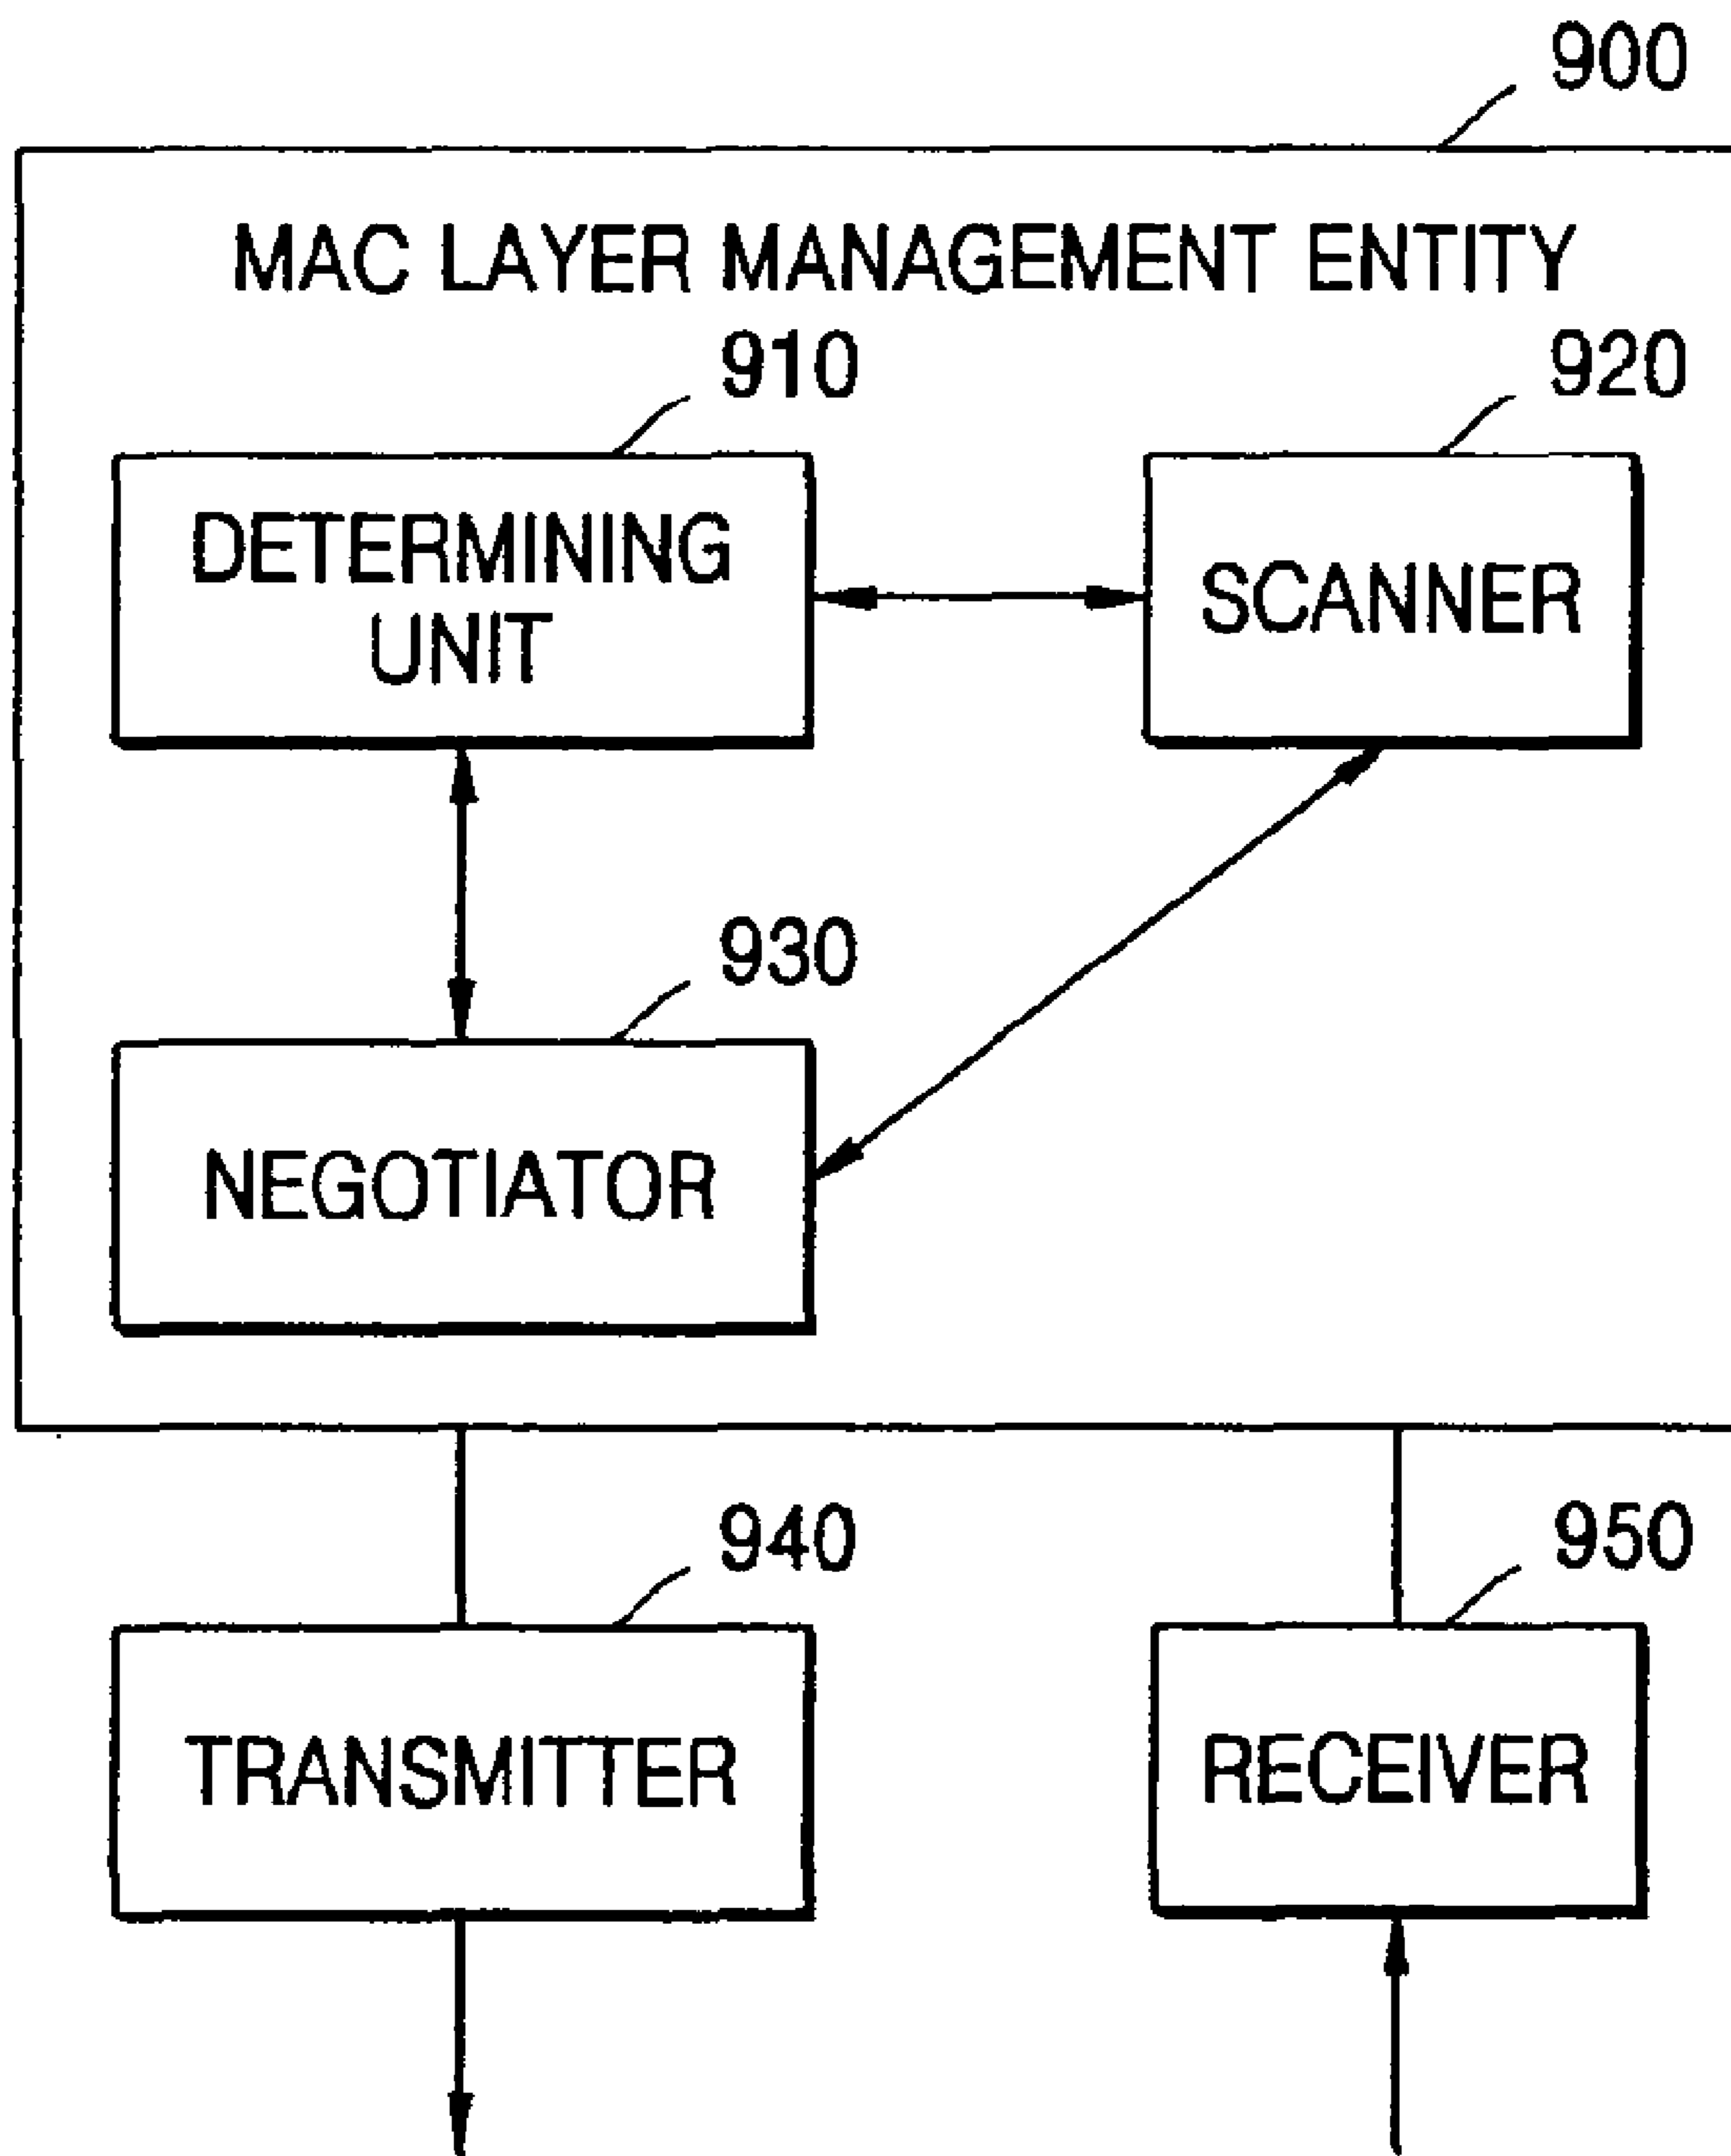 900
MAC LAYER MANAGEMENT ENTITY
910
920
DETERMINING
UNIT
SCANNER
930
NEGOTIATOR
940
950
TRANSMITTER
RECEIVER